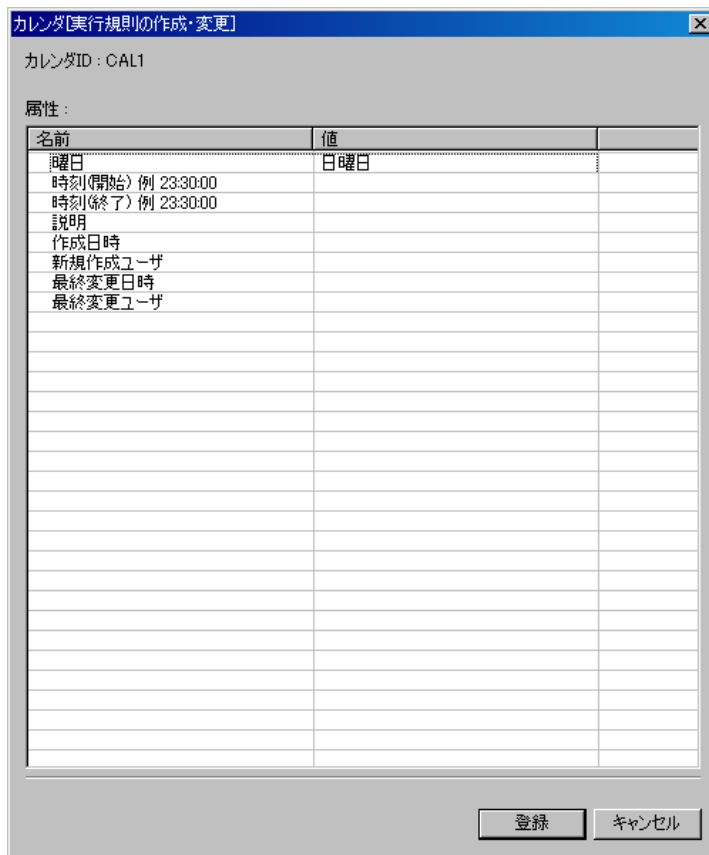 カレンダ[実行規則の作成・変更]
カレンダID : CAL1
属性 :
名前 値
曜日 日曜日
時刻(開始) 例 23:30:00
時刻(終了) 例 23:30:00
説明
作成日時
新規作成ユーザ
最終変更日時
最終変更ユーザ
登録 キャンセル